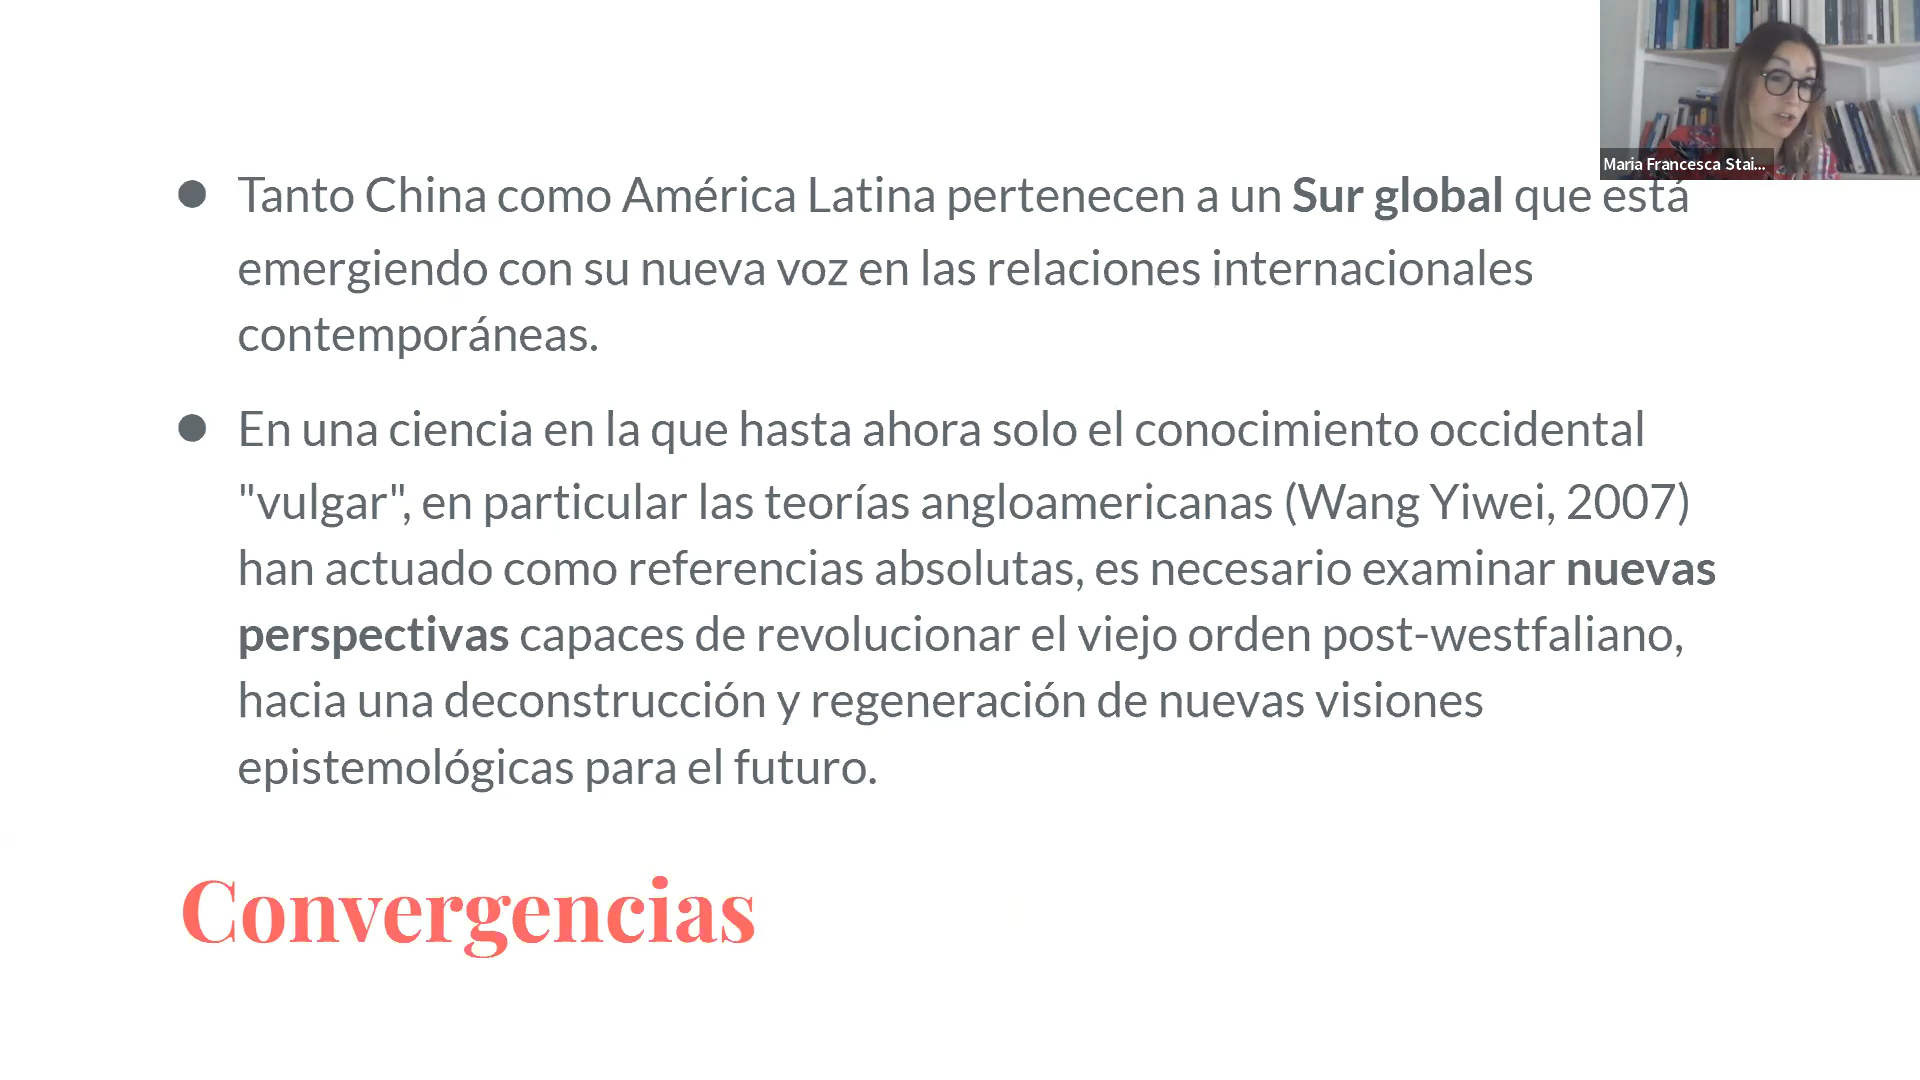 Maria Francesca Stai...
● Tanto China como América Latina pertenecen a un Sur global que está
emergiendo con su nueva voz en las relaciones internacionales
contemporáneas.
● En una ciencia en la que hasta ahora solo el conocimiento occidental
"vulgar", en particular las teorías angloamericanas (Wang Yiwei, 2007)
han actuado como referencias absolutas, es necesario examinar nuevas
perspectivas capaces de revolucionar el viejo orden post-westfaliano,
hacia una deconstrucción y regeneración de nuevas visiones
epistemológicas para el futuro.
Convergencias